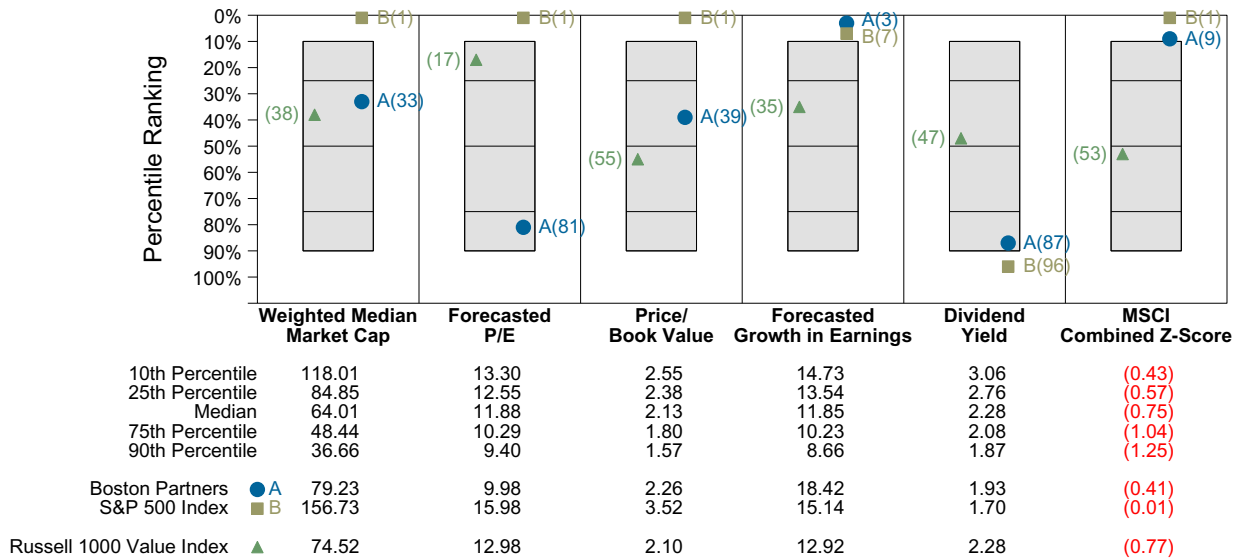 Percentile Ranking
0%
10%
20%
30%
40%
50%
60%
70%
80%
90%
100%
B(1) B(1) B(1) A(3) B(1)
B(7) A(9)
(17)
(38) A(33) A(39) (35) (47)
(55) (53)
A(81) A(87)
B(96)
Weighted Median Forecasted Price/ Forecasted Dividend MSCI
Market Cap P/E Book Value Growth in Earnings Yield Combined Z-Score
10th Percentile 118.01 13.30 2.55 14.73 3.06 (0.43)
25th Percentile 84.85 12.55 2.38 13.54 2.76 (0.57)
Median 64.01 11.88 2.13 11.85 2.28 (0.75)
75th Percentile 48.44 10.29 1.80 10.23 2.08 (1.04)
90th Percentile 36.66 9.40 1.57 8.66 1.87 (1.25)
Boston Partners A 79.23 9.98 2.26 18.42 1.93 (0.41)
S&P 500 Index B 156.73 15.98 3.52 15.14 1.70 (0.01)
Russell 1000 Value Index 74.52 12.98 2.10 12.92 2.28 (0.77)